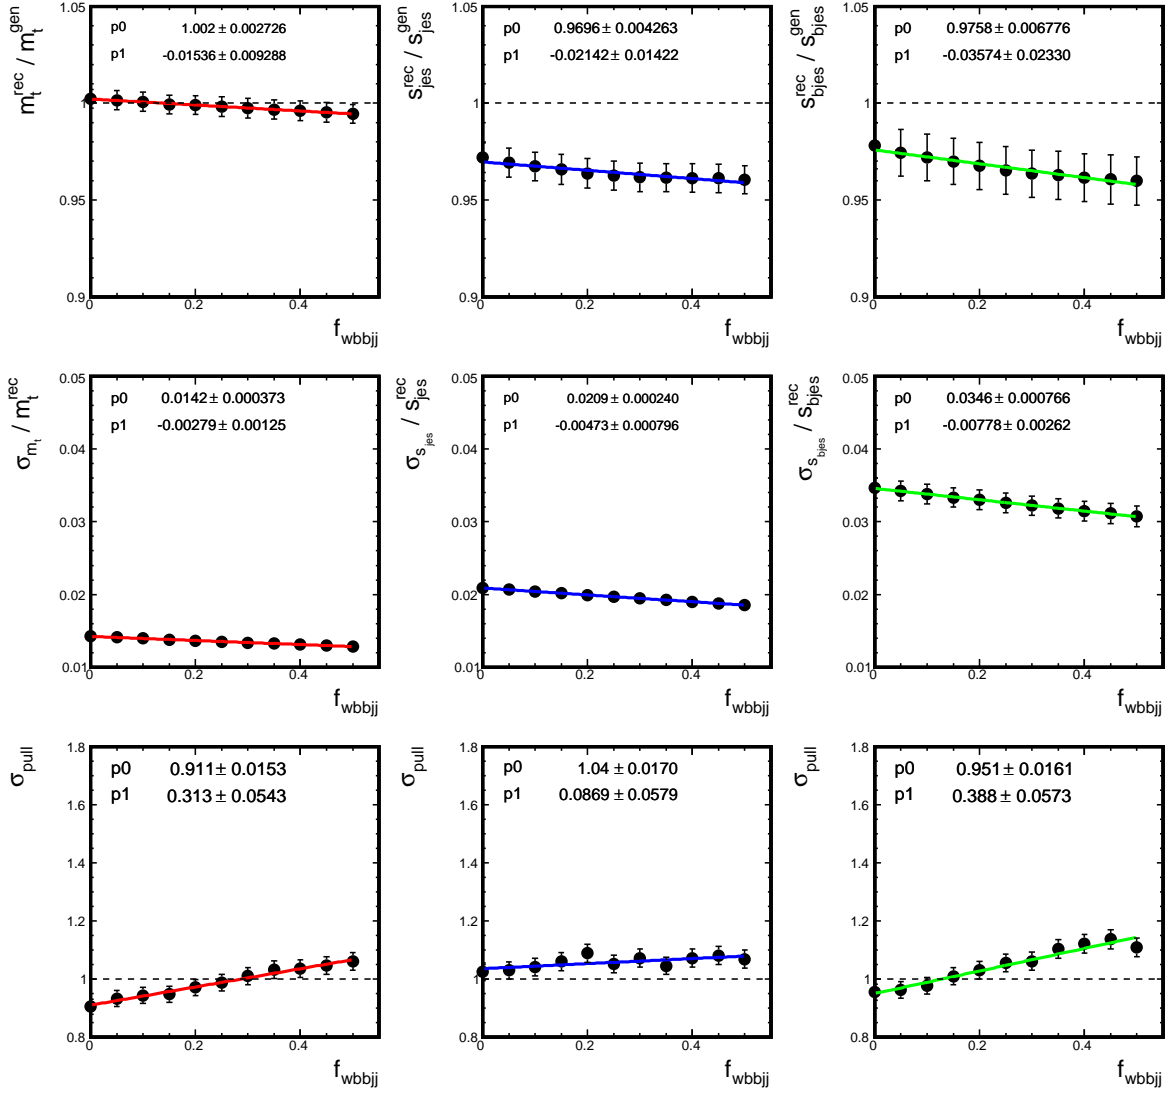 m_t^rec / m_t^gen
1.05
1
0.95
0.9
p0 1.002 ± 0.002726
p1 -0.01536 ± 0.009288
0 0.2 0.4
f_wbbjj
s_jes^rec / s_jes^gen
1.05
1
0.95
0.9
p0 0.9696 ± 0.004263
p1 -0.02142 ± 0.01422
0 0.2 0.4
f_wbbjj
s_bjes^rec / s_bjes^gen
1.05
1
0.95
0.9
p0 0.9758 ± 0.006776
p1 -0.03574 ± 0.02330
0 0.2 0.4
f_wbbjj
σ_m_t / m_t^rec
0.05
0.04
0.03
0.02
0.01
p0 0.0142 ± 0.000373
p1 -0.00279 ± 0.00125
0 0.2 0.4
f_wbbjj
σ_s_jes / s_jes^rec
0.05
0.04
0.03
0.02
0.01
p0 0.0209 ± 0.000240
p1 -0.00473 ± 0.000796
0 0.2 0.4
f_wbbjj
σ_s_bjes / s_bjes^rec
0.05
0.04
0.03
0.02
0.01
p0 0.0346 ± 0.000766
p1 -0.00778 ± 0.00262
0 0.2 0.4
f_wbbjj
σ_pull
1.8
1.6
1.4
1.2
1
0.8
p0 0.911 ± 0.0153
p1 0.313 ± 0.0543
0 0.2 0.4
f_wbbjj
σ_pull
1.8
1.6
1.4
1.2
1
0.8
p0 1.04 ± 0.0170
p1 0.0869 ± 0.0579
0 0.2 0.4
f_wbbjj
σ_pull
1.8
1.6
1.4
1.2
1
0.8
p0 0.951 ± 0.0161
p1 0.388 ± 0.0573
0 0.2 0.4
f_wbbjj